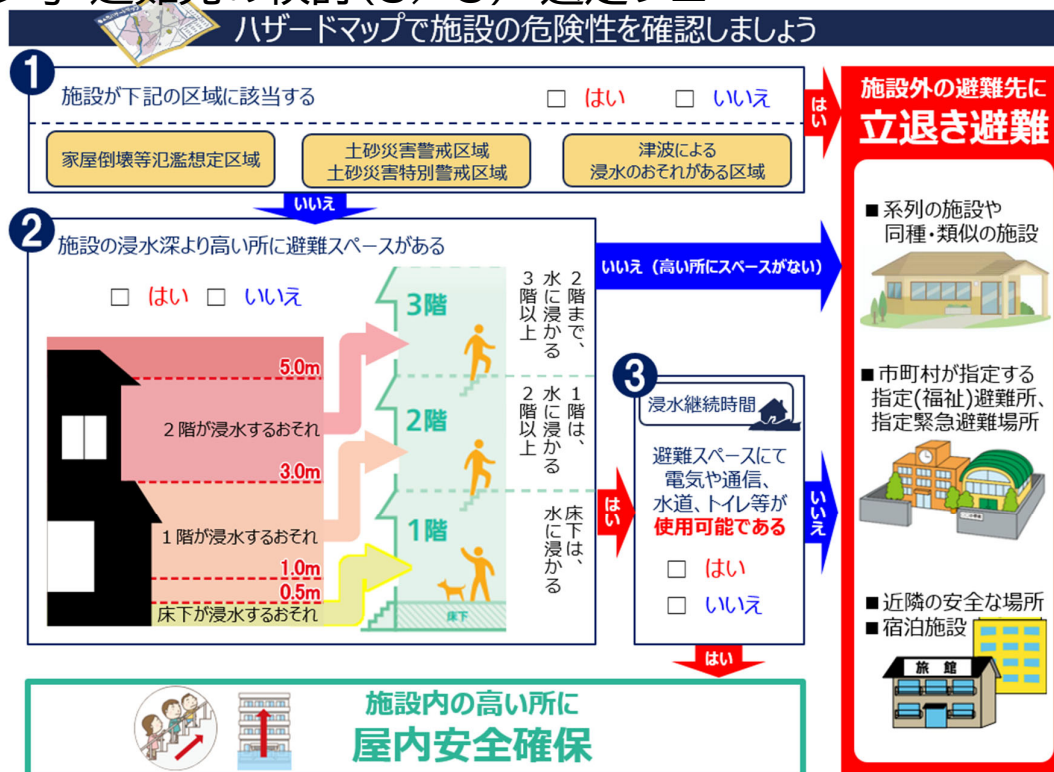 ハザードマップで施設の危険性を確認しましょう
1
施設が下記の区域に該当する
□ はい □ いいえ
家屋倒壊等氾濫想定区域
土砂災害警戒区域
土砂災害特別警戒区域
津波による
浸水のおそれがある区域
はい
いいえ
2
施設の浸水深より高い所に避難スペースがある
□ はい □ いいえ
5.0m
2階が浸水するおそれ
3.0m
1階が浸水するおそれ
1.0m
0.5m
床下が浸水するおそれ
3階
2階まで、
水に浸かる
3階以上
2階
1階は、
水に浸かる
2階以上
1階
床下は、
水に浸かる
床下
いいえ（高い所にスペースがない）
はい
3
浸水継続時間
避難スペースにて
電気や通信、
水道、トイレ等が
使用可能である
□ はい
□ いいえ
いいえ
はい
施設内の高い所に
屋内安全確保
施設外の避難先に
立退き避難
■系列の施設や
同種・類似の施設
■市町村が指定する
指定(福祉)避難所、
指定緊急避難場所
■近隣の安全な場所
■宿泊施設
旅館